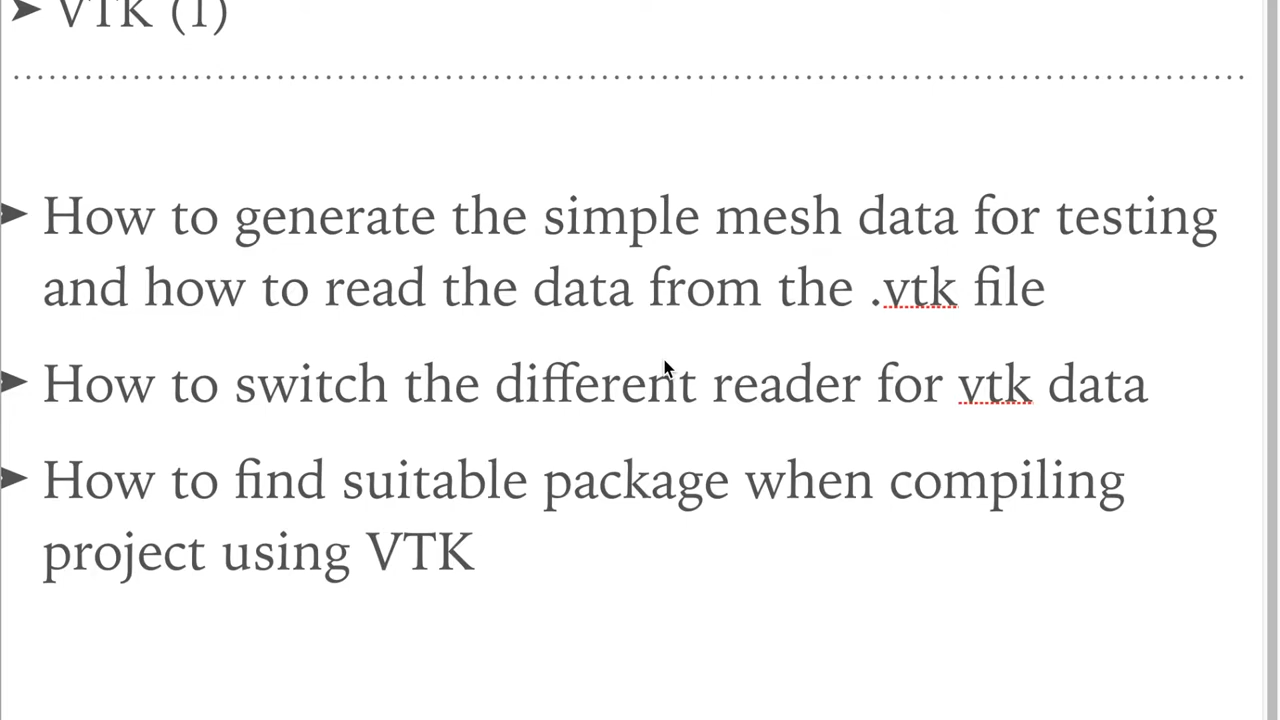 ➤ VTK (1)
➤ How to generate the simple mesh data for testing
and how to read the data from the .vtk file
➤ How to switch the different reader for vtk data
➤ How to find suitable package when compiling
project using VTK